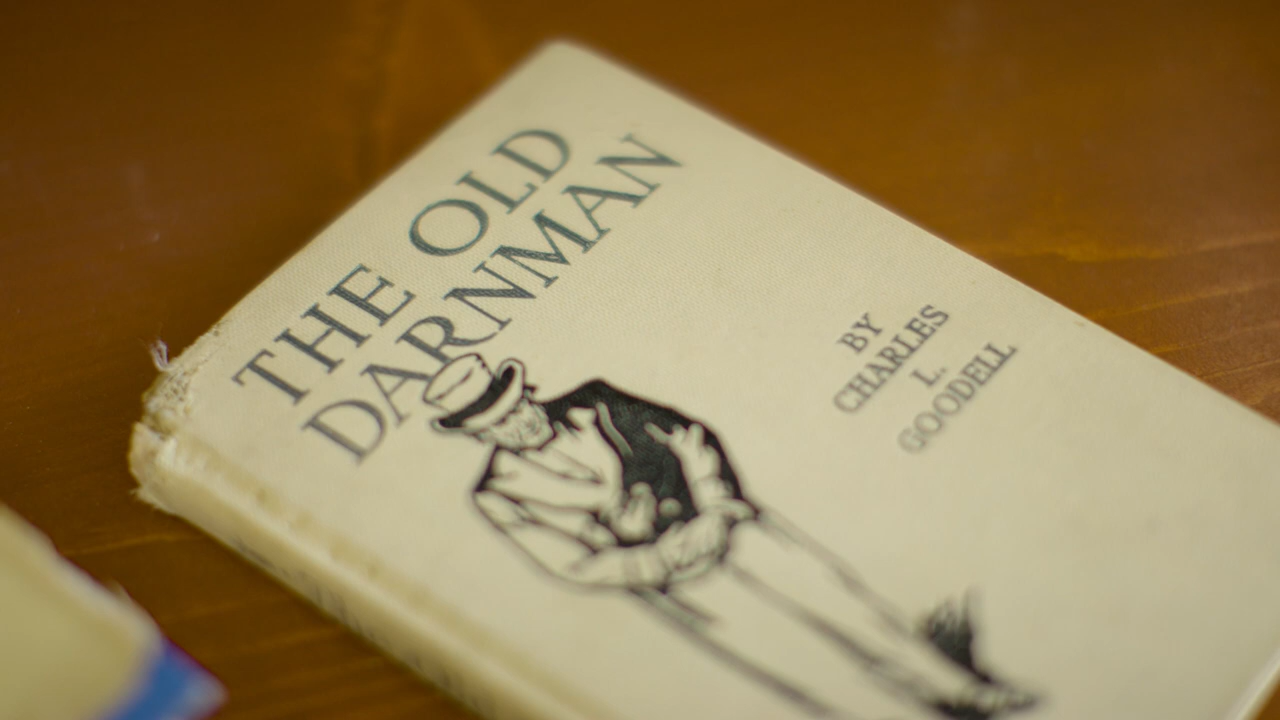 THE OLD
DARNMAN
BY
CHARLES
L.
GOODELL